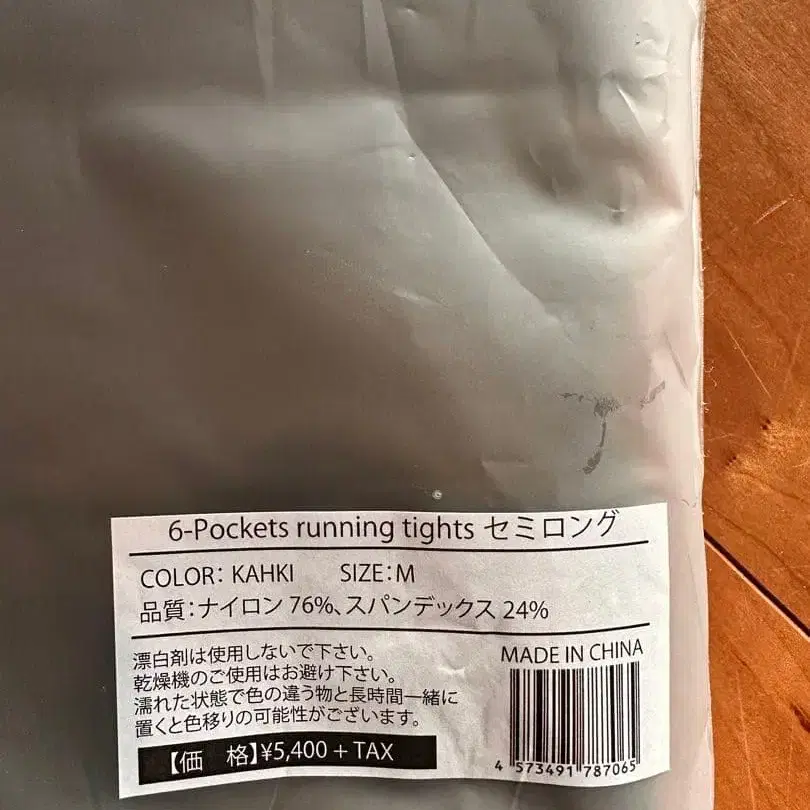 6-Pockets running tights セミロング
COLOR: KAHKI SIZE:M
品質:ナイロン 76%、スパンデックス 24%
漂白剤は使用しないで下さい。
乾燥機のご使用はお避け下さい。
濡れた状態で色の違う物と長時間一緒に
置くと色移りの可能性がございます。
【価 格】¥5,400 + TAX
MADE IN CHINA
4 573491 787065